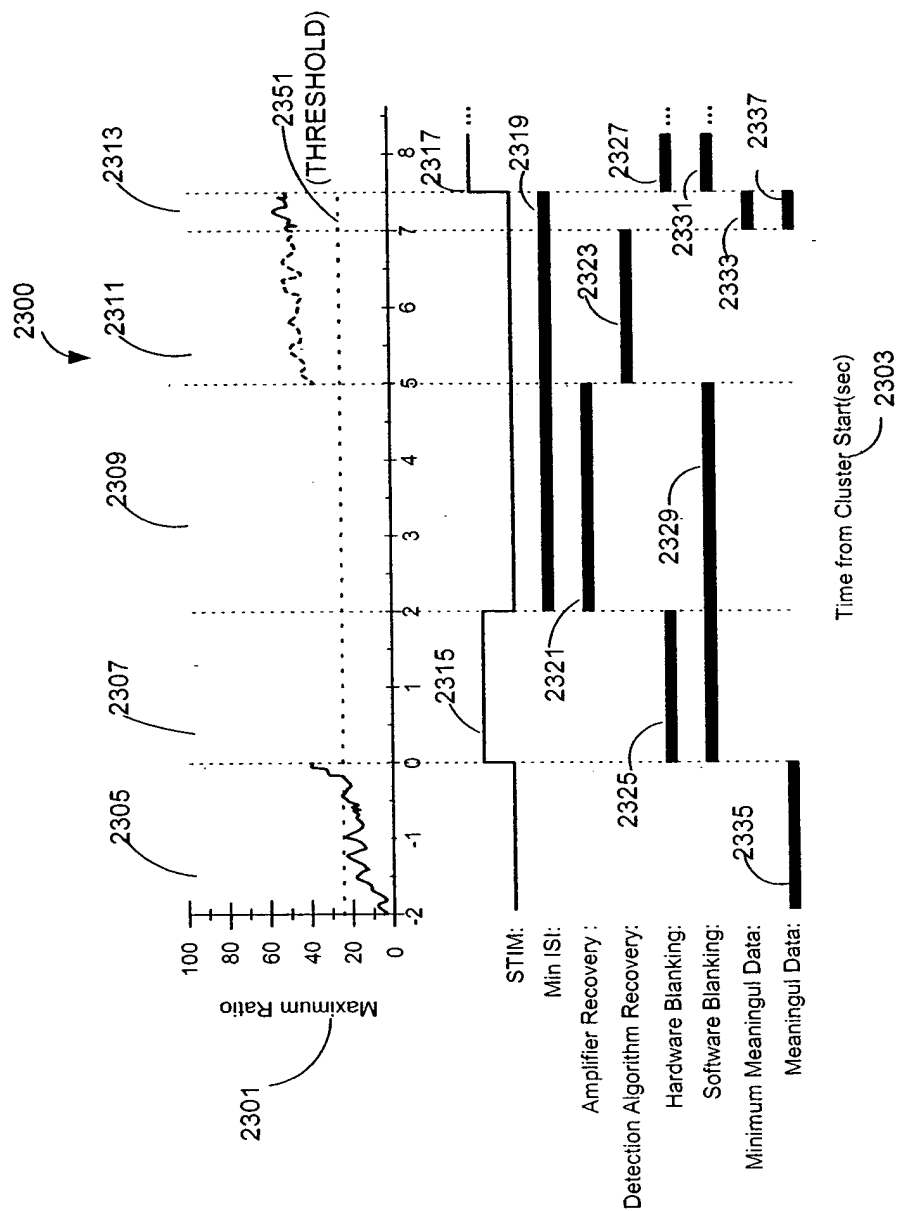 2300
2305
2307
2309
2311
2313
2301
Maximum Ratio
100
80
60
40
20
0
2351
(THRESHOLD)
-2 -1 0 1 2 3 4 5 6 7 8
STIM:
2315
2317
...
Min ISI:
2319
Amplifier Recovery :
2321
Detection Algorithm Recovery:
2323
Hardware Blanking:
2325
2327
...
Software Blanking:
2329
2331
...
Minimum Meaningul Data:
2333
Meaningul Data:
2335
2337
Time from Cluster Start(sec)
2303